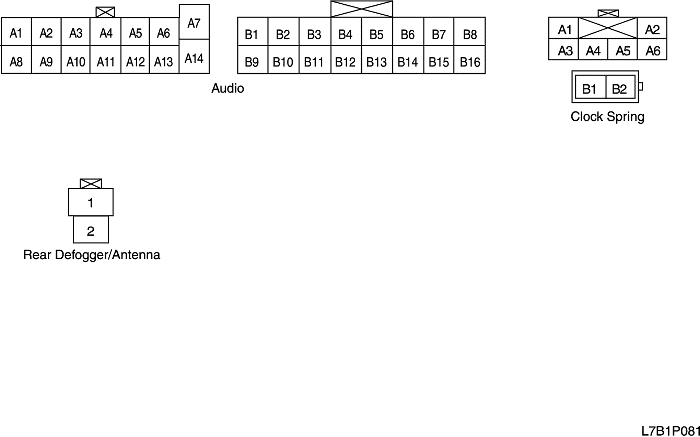 A1 A2 A3 A4 A5 A6 A7
A8 A9 A10 A11 A12 A13 A14
B1 B2 B3 B4 B5 B6 B7 B8
B9 B10 B11 B12 B13 B14 B15 B16
Audio
A1 A2
A3 A4 A5 A6
B1 B2
Clock Spring
1
2
Rear Defogger/Antenna
L7B1P081